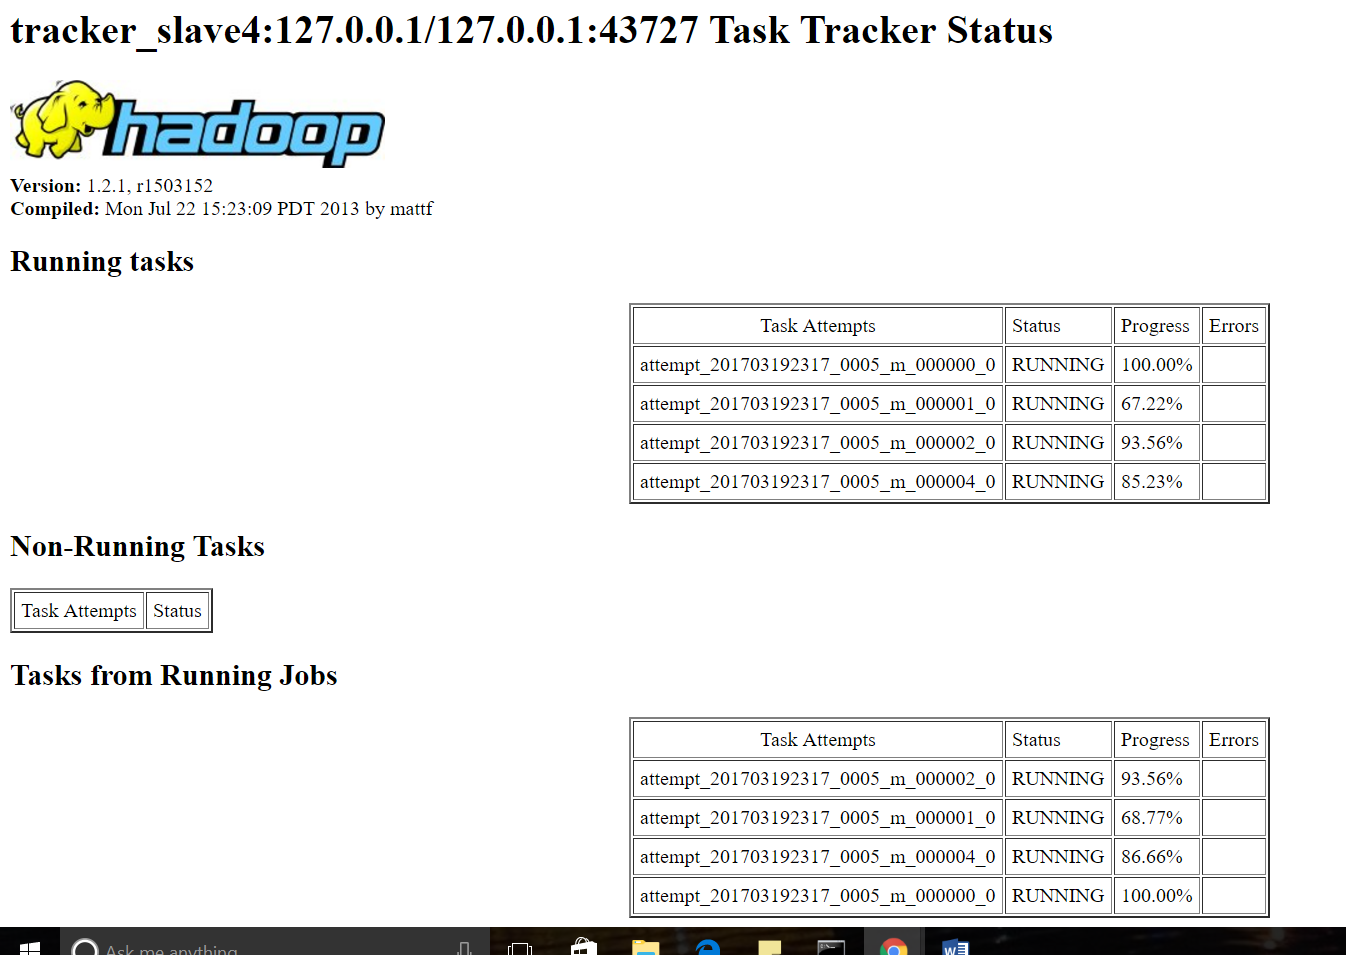 tracker_slave4:127.0.0.1/127.0.0.1:43727 Task Tracker Status
hadoop
Version: 1.2.1, r1503152
Compiled: Mon Jul 22 15:23:09 PDT 2013 by mattf
Running tasks
Task Attempts Status Progress Errors
attempt_201703192317_0005_m_000000_0 RUNNING 100.00%
attempt_201703192317_0005_m_000001_0 RUNNING 67.22%
attempt_201703192317_0005_m_000002_0 RUNNING 93.56%
attempt_201703192317_0005_m_000004_0 RUNNING 85.23%
Non-Running Tasks
Task Attempts Status
Tasks from Running Jobs
Task Attempts Status Progress Errors
attempt_201703192317_0005_m_000002_0 RUNNING 93.56%
attempt_201703192317_0005_m_000001_0 RUNNING 68.77%
attempt_201703192317_0005_m_000004_0 RUNNING 86.66%
attempt_201703192317_0005_m_000000_0 RUNNING 100.00%
Ask me anything